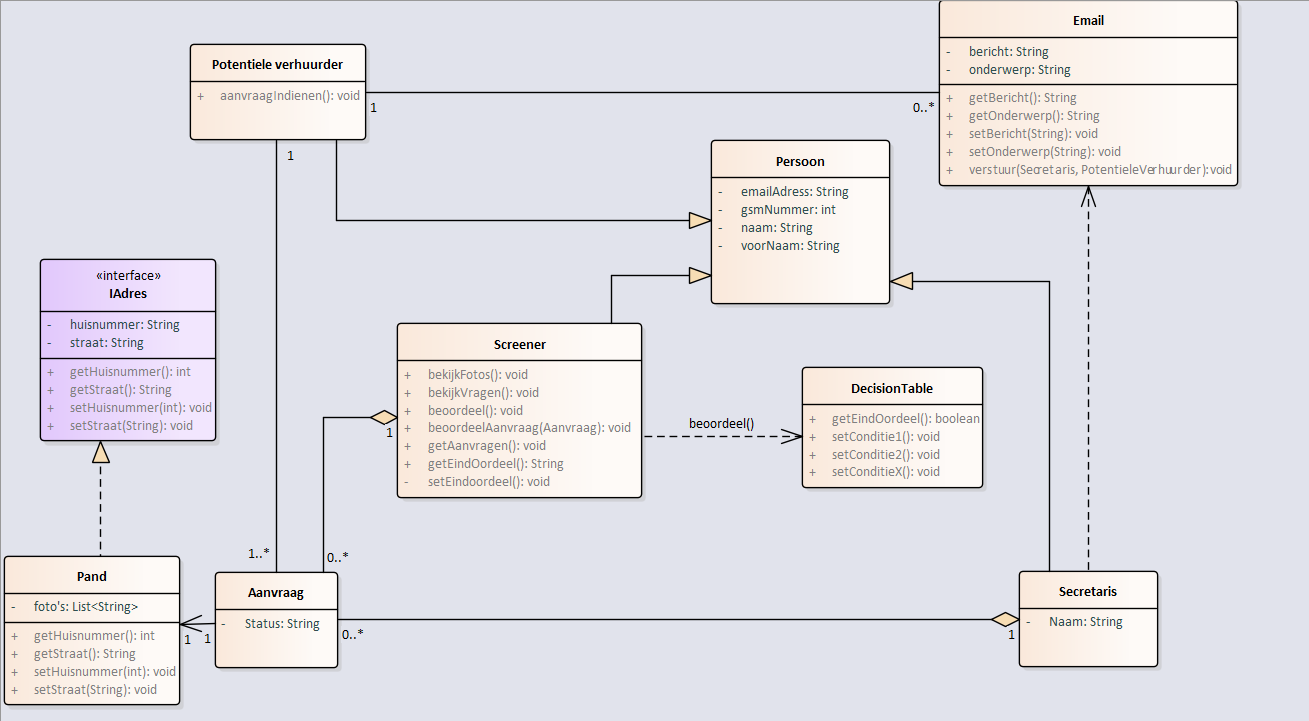 Email
- bericht: String
- onderwerp: String
+ getBericht(): String
+ getOnderwerp(): String
+ setBericht(String): void
+ setOnderwerp(String): void
+ verstuur(Secretaris, PotentieleVerhuurder):void
Potentiele verhuurder
+ aanvraagIndienen(): void
1
0..*
1
Persoon
- emailAdress: String
- gsmNummer: int
- naam: String
- voorNaam: String
«interface»
IAdres
- huisnummer: String
- straat: String
+ getHuisnummer(): int
+ getStraat(): String
+ setHuisnummer(int): void
+ setStraat(String): void
Screener
+ bekijkFotos(): void
+ bekijkVragen(): void
+ beoordeel(): void
+ beoordeelAanvraag(Aanvraag): void
+ getAanvragen(): void
+ getEindOordeel(): String
- setEindoordeel(): void
1
beoordeel()
DecisionTable
+ getEindOordeel(): boolean
+ setConditie1(): void
+ setConditie2(): void
+ setConditieX(): void
1..*
0..*
Pand
- foto's: List<String>
+ getHuisnummer(): int
+ getStraat(): String
+ setHuisnummer(int): void
+ setStraat(String): void
1
1
Aanvraag
- Status: String
0..*
1
Secretaris
- Naam: String